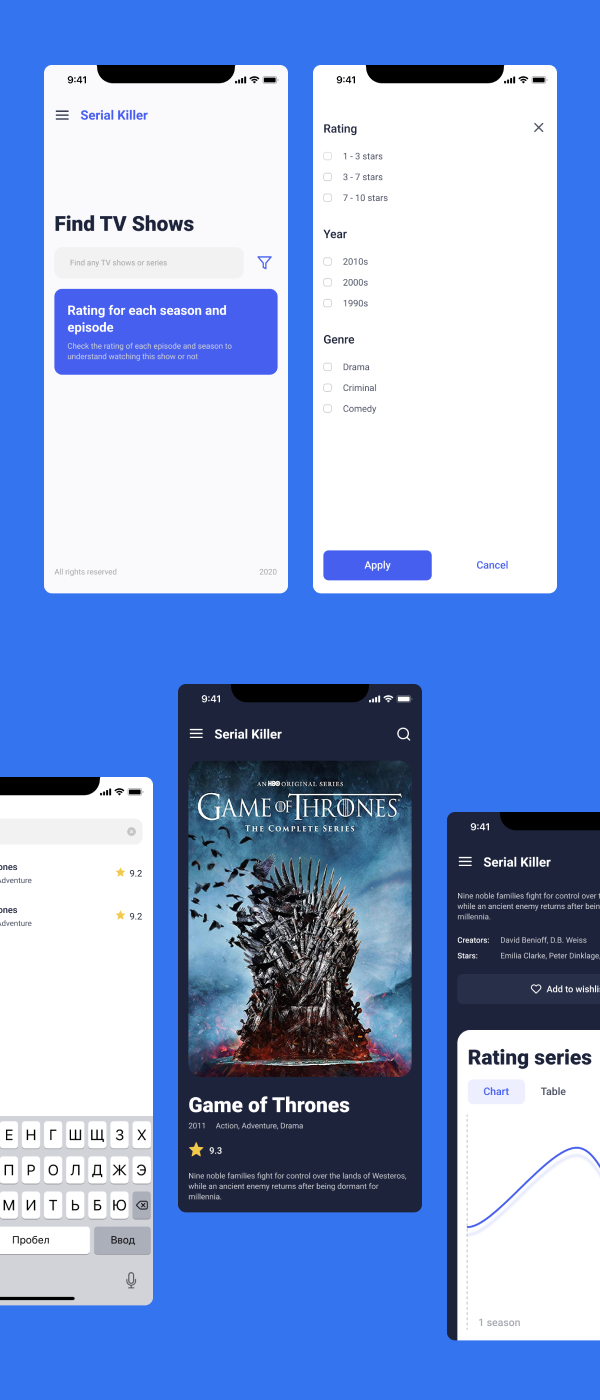 9:41
Serial Killer
Find TV Shows
Find any TV shows or series
Rating for each season and
episode
Check the rating of each episode and season to
understand watching this show or not
All rights reserved
2020
9:41
Rating
1 - 3 stars
3 - 7 stars
7 - 10 stars
Year
2010s
2000s
1990s
Genre
Drama
Criminal
Comedy
Apply
Cancel
ones
Adventure
9.2
ones
Adventure
9.2
Е Н Г Ш Щ З Х
П Р О Л Д Ж Э
М И Т Ь Б Ю
Пробел
Ввод
9:41
Serial Killer
AN HBO ORIGINAL SERIES
GAME OF THRONES
THE COMPLETE SERIES
Game of Thrones
2011 Action, Adventure, Drama
9.3
Nine noble families fight for control over the lands of Westeros,
while an ancient enemy returns after being dormant for
millennia.
9:41
Serial Killer
Nine noble families fight for control over
while an ancient enemy returns after bein
millennia.
Creators: David Benioff, D.B. Weiss
Stars: Emilia Clarke, Peter Dinklage,
Add to wishli
Rating series
Chart
Table
1 season